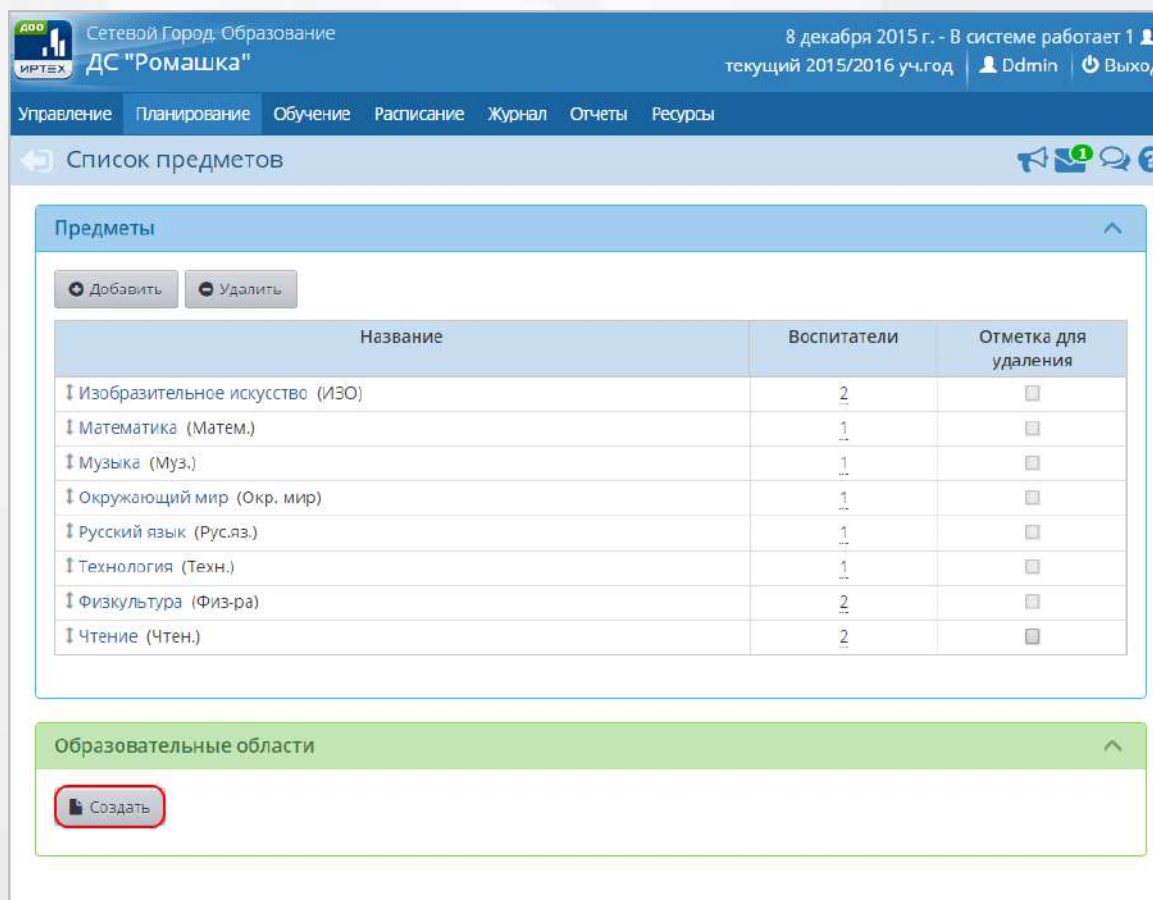 ДОО
ИРТЕХ
Сетевой Город. Образование
ДС "Ромашка"
8 декабря 2015 г. - В системе работает 1
текущий 2015/2016 уч.год Ddmin Выход
Управление Планирование Обучение Расписание Журнал Отчеты Ресурсы
Список предметов
1
Предметы
Добавить Удалить
Название Воспитатели Отметка для удаления
Изобразительное искусство (ИЗО) 2
Математика (Матем.) 1
Музыка (Муз.) 1
Окружающий мир (Окр. мир) 1
Русский язык (Рус.яз.) 1
Технология (Техн.) 1
Физкультура (Физ-ра) 2
Чтение (Чтен.) 2
Образовательные области
Создать